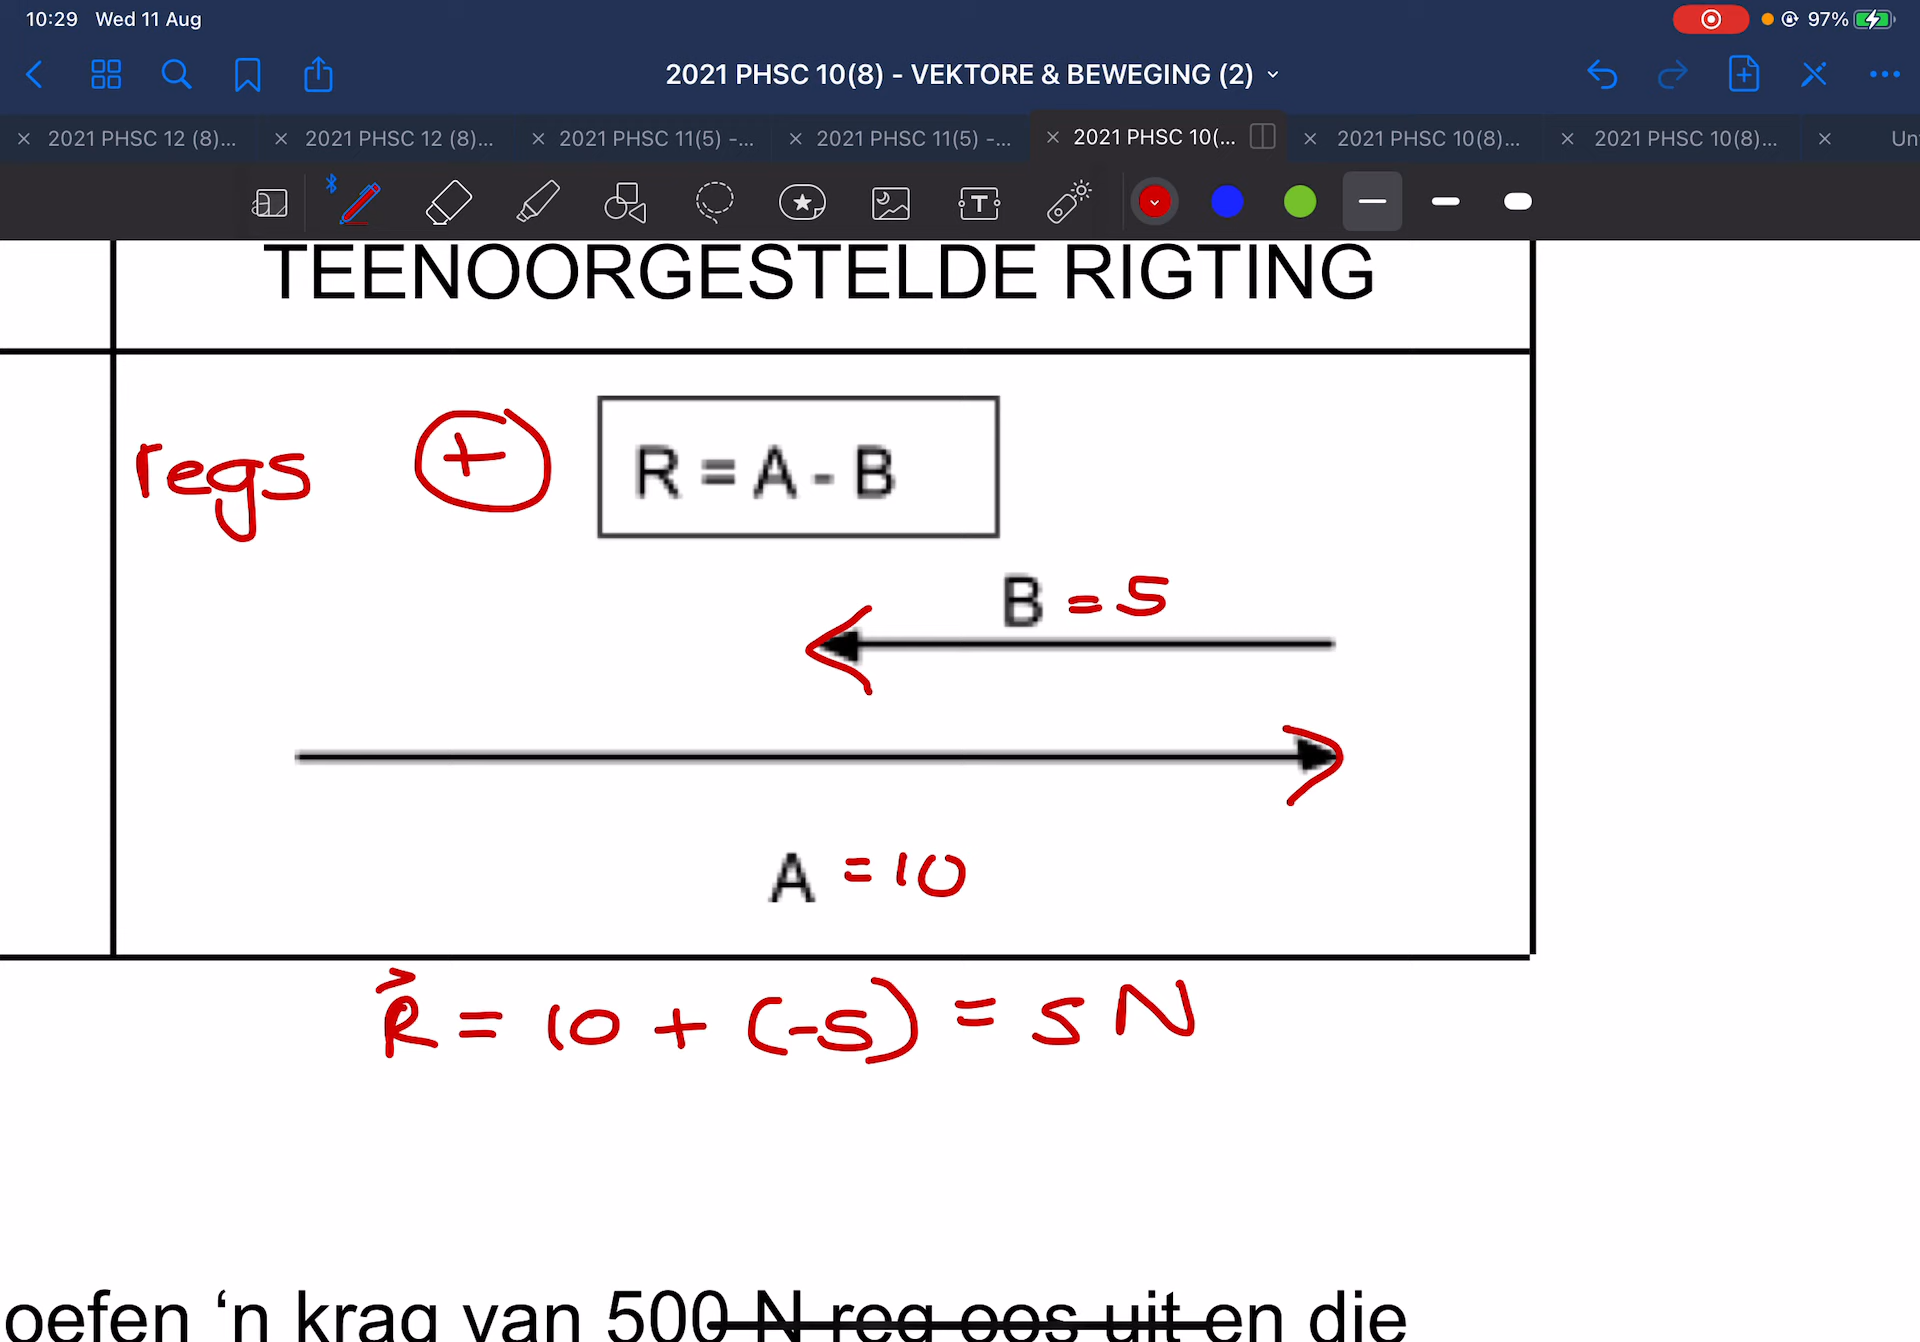 10:29 Wed 11 Aug 97%
2021 PHSC 10(8) - VEKTORE & BEWEGING (2)
2021 PHSC 12 (8)... 2021 PHSC 12 (8)... 2021 PHSC 11(5) -... 2021 PHSC 11(5) -... 2021 PHSC 10(... 2021 PHSC 10(8)... 2021 PHSC 10(8)... Un
TEENOORGESTELDE RIGTING
regs + R = A - B
B = 5
A = 10
R⃗ = 10 + (-5) = 5 N
oefen ‘n krag van 500 N reg oos uit en die